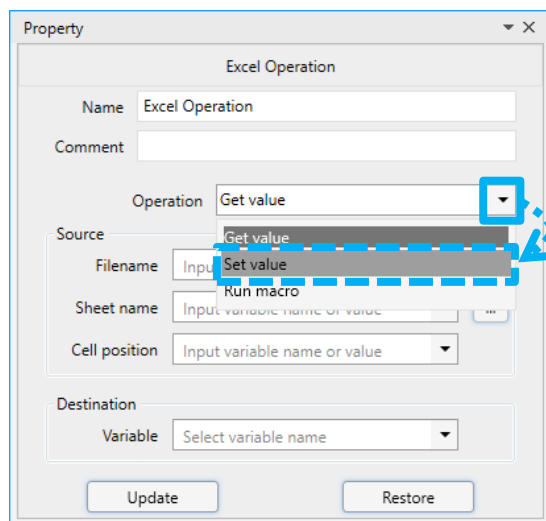 Property
Excel Operation
Name Excel Operation
Comment
Operation Get value
Get value
Source
Set value
Filename Inpu
Run macro
Sheet name Input variable name or value ...
Cell position Input variable name or value
Destination
Variable Select variable name
Update Restore